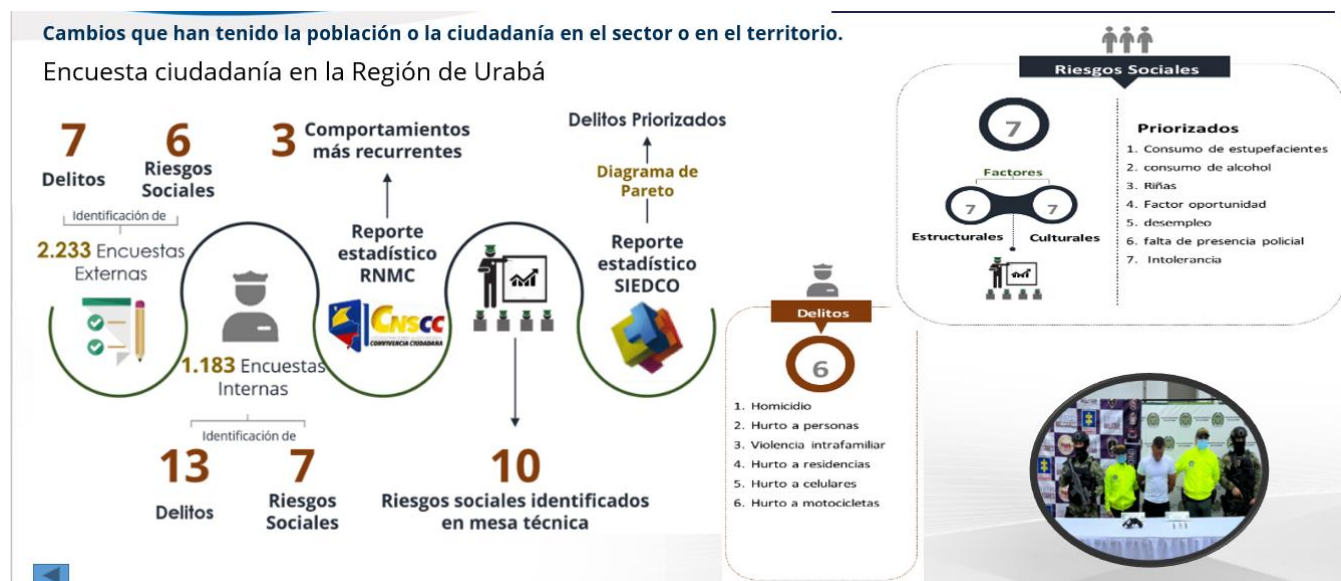 Cambios que han tenido la población o la ciudadanía en el sector o en el territorio.
Encuesta ciudadanía en la Región de Urabá
7
Delitos
6
Riesgos
Sociales
Identificación de
2.233 Encuestas
Externas
1.183 Encuestas
Internas
Identificación de
13
Delitos
7
Riesgos
Sociales
3 Comportamientos
más recurrentes
Reporte
estadístico
RNMC
CNSCC
CONVIVENCIA CIUDADANA
10
Riesgos sociales identificados
en mesa técnica
Delitos Priorizados
Diagrama de
Pareto
Reporte
estadístico
SIEDCO
Delitos
6
1. Homicidio
2. Hurto a personas
3. Violencia intrafamiliar
4. Hurto a residencias
5. Hurto a celulares
6. Hurto a motocicletas
Riesgos Sociales
7
Factores
7
7
Estructurales
Culturales
Priorizados
1. Consumo de estupefacientes
2. consumo de alcohol
3. Riñas
4. Factor oportunidad
5. desempleo
6. falta de presencia policial
7. Intolerancia